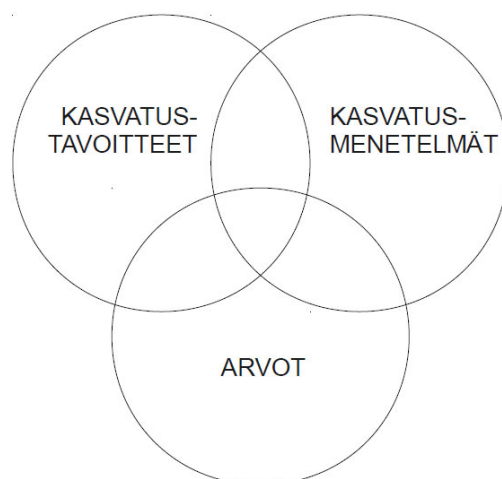 KASVATUS-
TAVOITTEET
KASVATUS-
MENETELMÄT
ARVOT